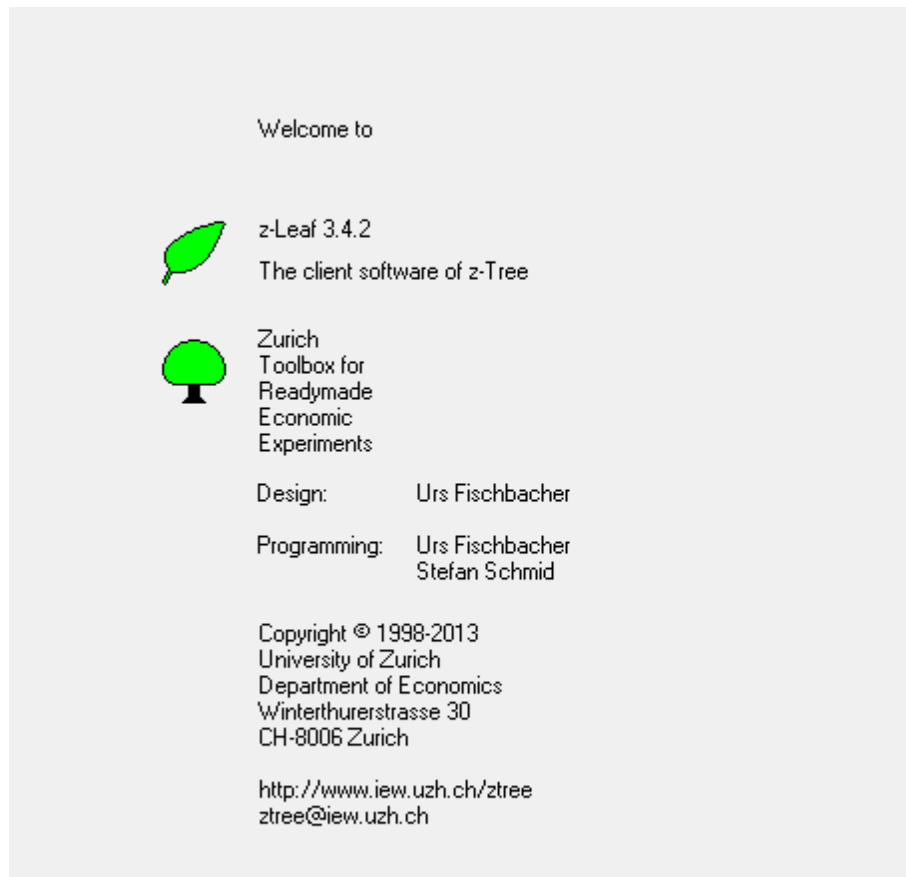 Welcome to
z-Leaf 3.4.2
The client software of z-Tree
Zurich
Toolbox for
Readymade
Economic
Experiments
Design: Urs Fischbacher
Programming: Urs Fischbacher
Stefan Schmid
Copyright © 1998-2013
University of Zurich
Department of Economics
Winterthurerstrasse 30
CH-8006 Zurich
http://www.iew.uzh.ch/ztree
ztree@iew.uzh.ch